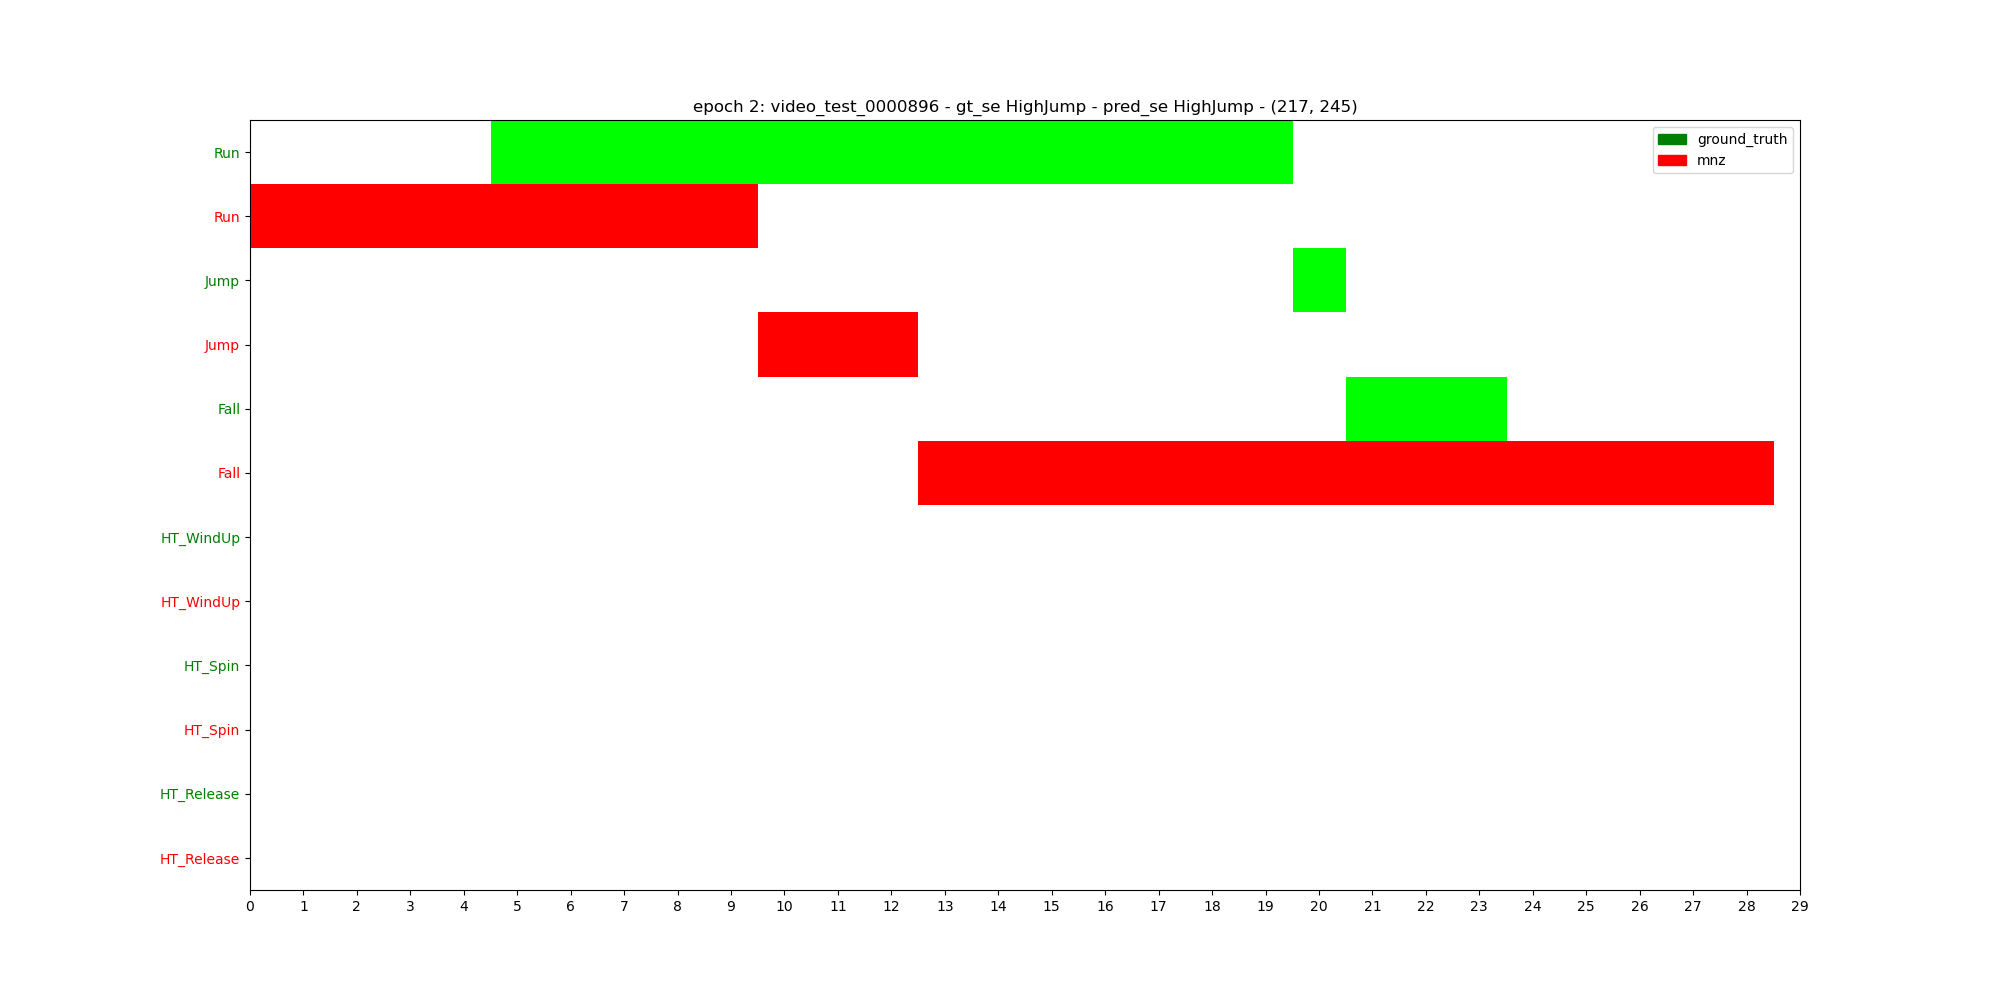 epoch 2: video_test_0000896 - gt_se HighJump - pred_se HighJump - (217, 245)
ground_truth
mnz
Run
Run
Jump
Jump
Fall
Fall
HT_WindUp
HT_WindUp
HT_Spin
HT_Spin
HT_Release
HT_Release
0 1 2 3 4 5 6 7 8 9 10 11 12 13 14 15 16 17 18 19 20 21 22 23 24 25 26 27 28 29